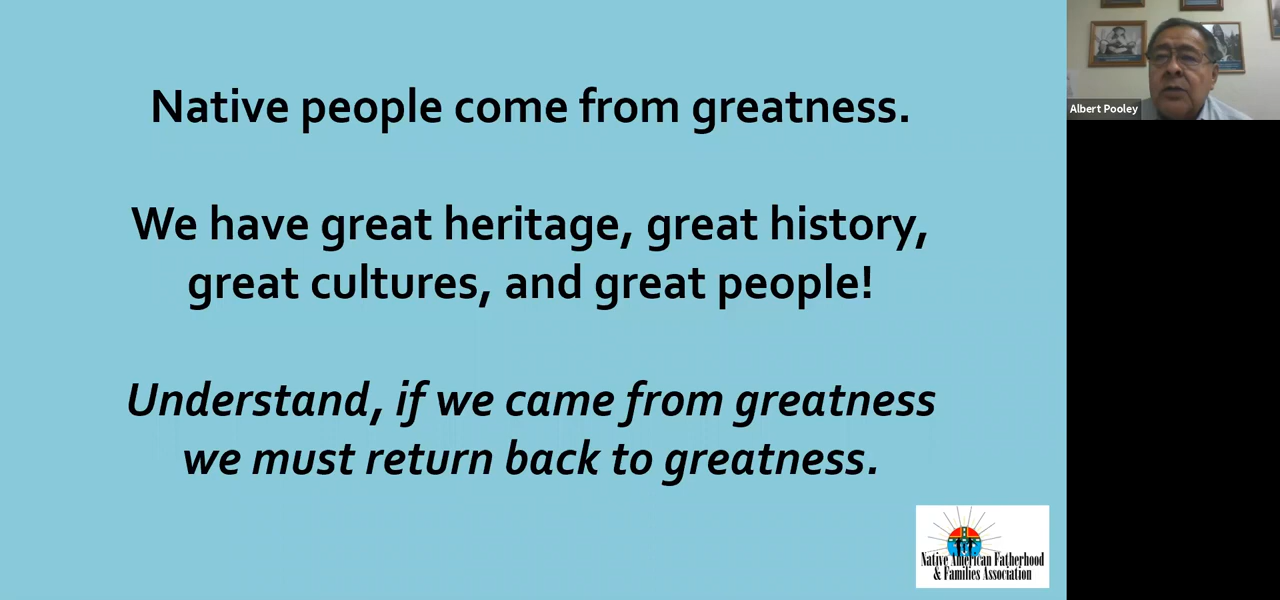 Native people come from greatness.
We have great heritage, great history,
great cultures, and great people!
Understand, if we came from greatness
we must return back to greatness.
Native American Fatherhood
& Families Association
Albert Pooley